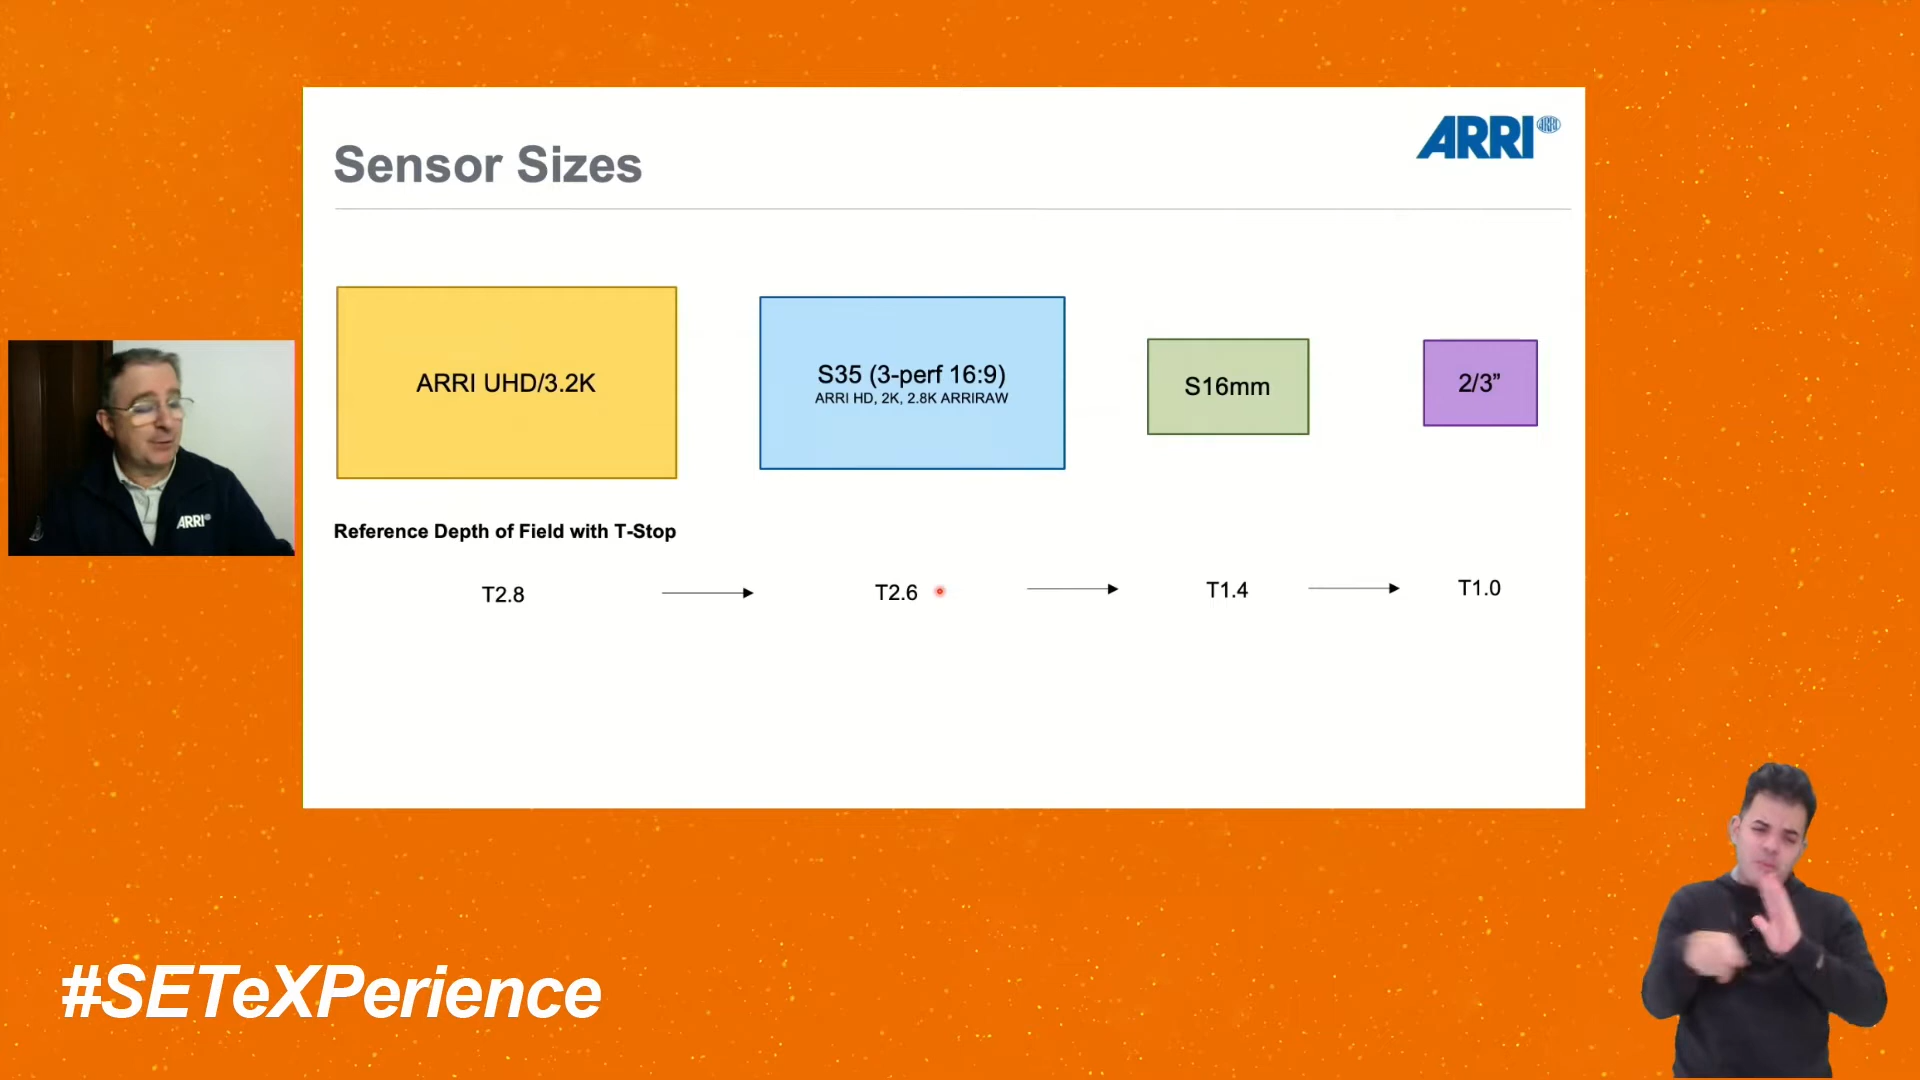 ARRI
Sensor Sizes
ARRI UHD/3.2K
S35 (3-perf 16:9)
ARRI HD, 2K, 2.8K ARRIRAW
S16mm
2/3”
ARRI
Reference Depth of Field with T-Stop
T2.8
T2.6
T1.4
T1.0
#SETeXPerience